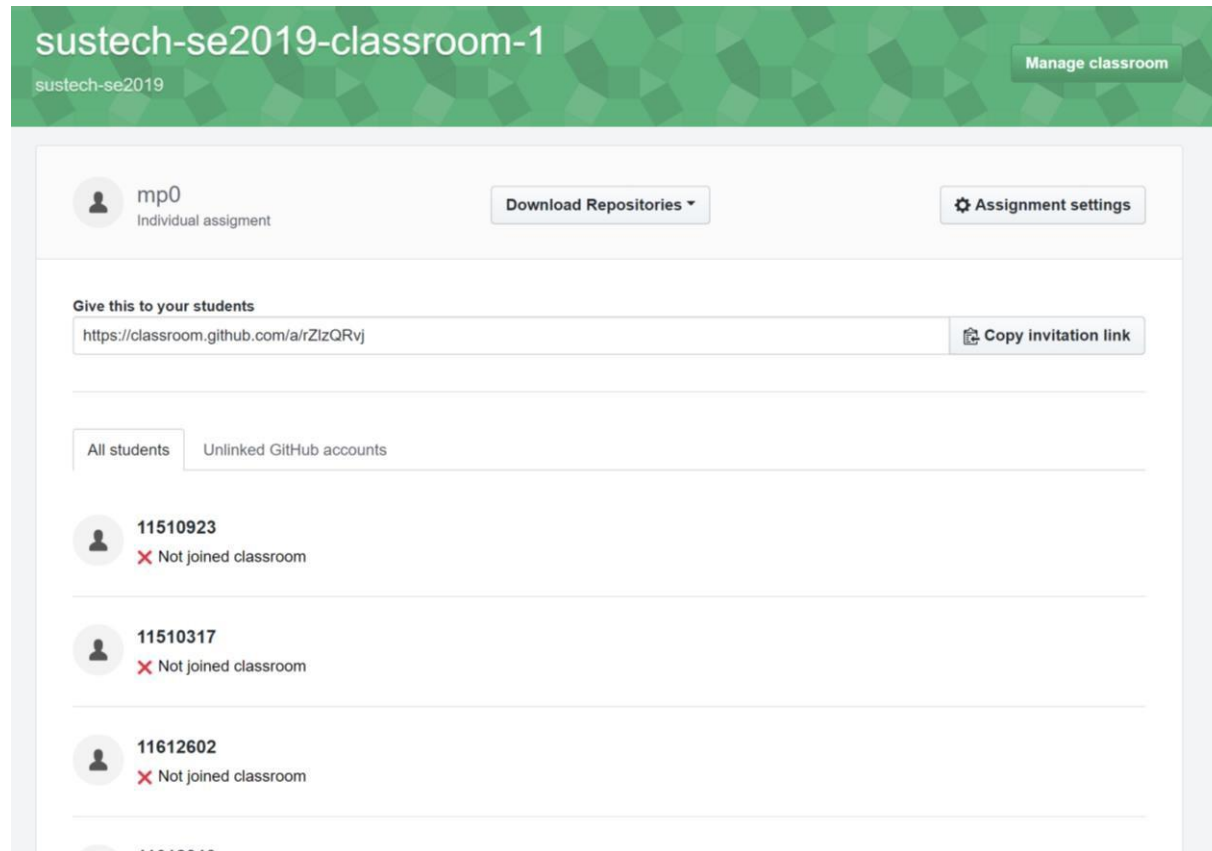 sustech-se2019-classroom-1
sustech-se2019
Manage classroom
mp0
Individual assigment
Download Repositories
Assignment settings
Give this to your students
https://classroom.github.com/a/rZlzQRvj
Copy invitation link
All students
Unlinked GitHub accounts
11510923
Not joined classroom
11510317
Not joined classroom
11612602
Not joined classroom